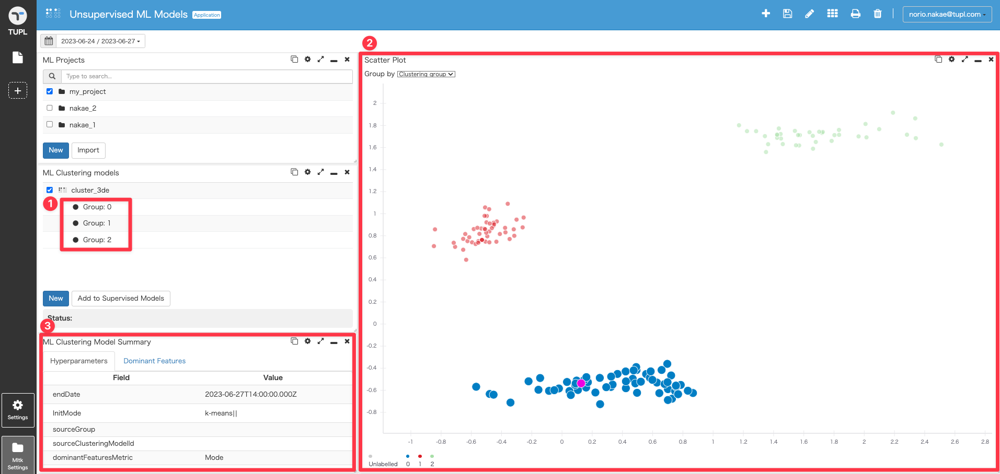 TUPL
Unsupervised ML Models
Application
norio.nakae@tupl.com
2023-06-24 / 2023-06-27
ML Projects
Type to search...
my_project
nakae_2
nakae_1
New
Import
ML Clustering models
cluster_3de
1
Group: 0
Group: 1
Group: 2
New
Add to Supervised Models
Status:
3
ML Clustering Model Summary
Hyperparameters
Dominant Features
Field Value
endDate 2023-06-27T14:00:00.000Z
InitMode k-means||
sourceGroup
sourceClusteringModelId
dominantFeaturesMetric Mode
2
Scatter Plot
Group by Clustering group
2
1.8
1.6
1.4
1.2
1
0.8
0.6
0.4
0.2
0
-0.2
-0.4
-0.6
-0.8
-1 -0.8 -0.6 -0.4 -0.2 0 0.2 0.4 0.6 0.8 1 1.2 1.4 1.6 1.8 2 2.2 2.4 2.6 2.8
Unlabelled 0 1 2
Settings
Mltk
Settings